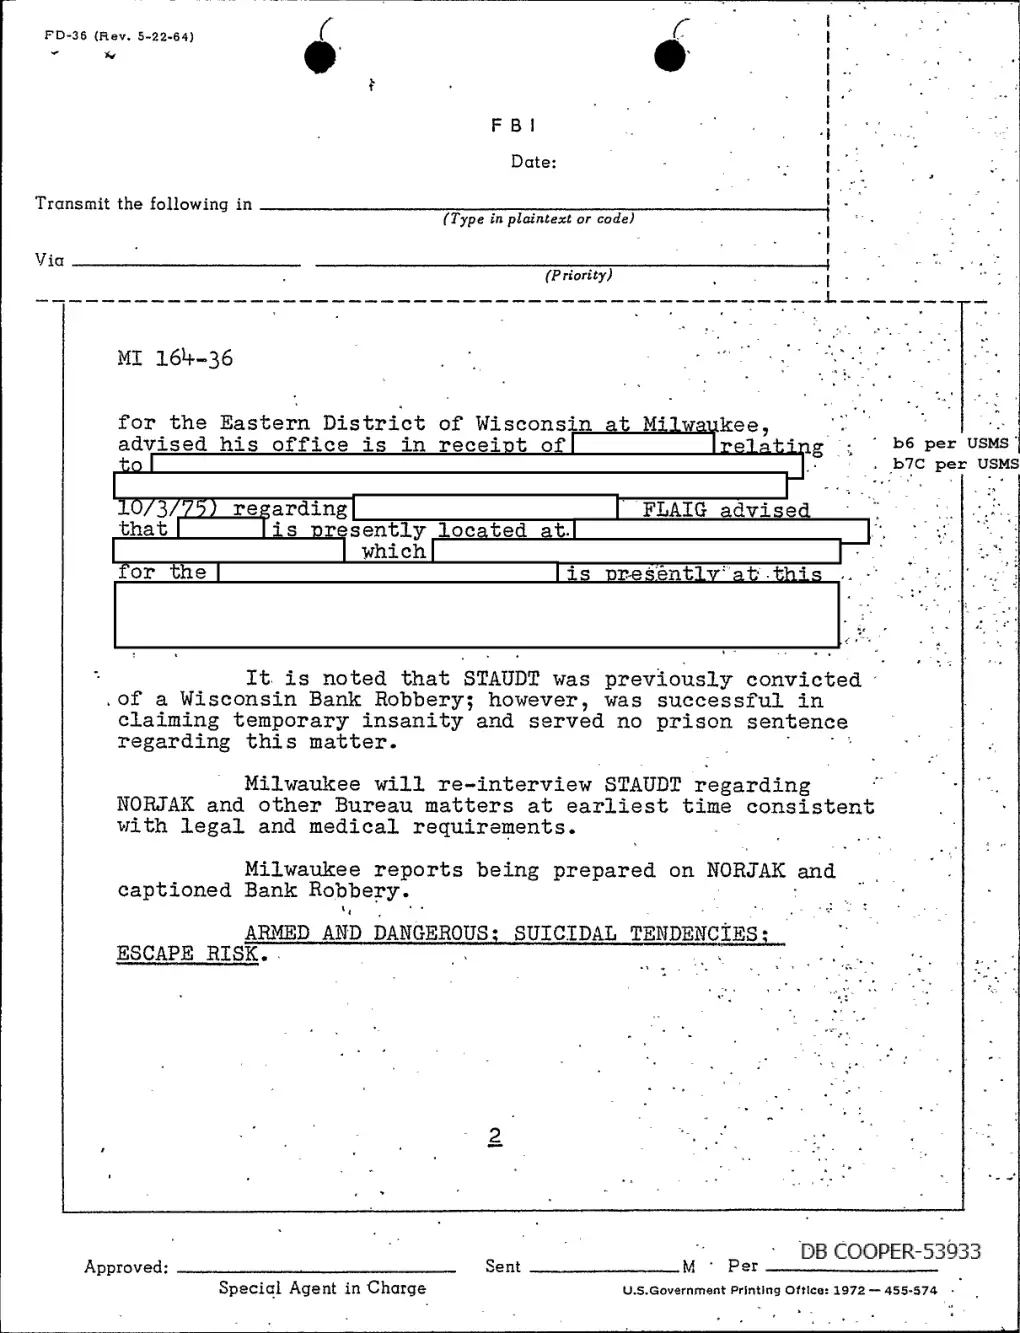 FD-36 (Rev. 5-22-64)
F B I
Date:
Transmit the following in
(Type in plaintext or code)
Via
(Priority)
MI 164-36
for the Eastern District of Wisconsin at Milwaukee,
advised his office is in receipt of relating
to
10/3/75) regarding FLAIG advised
that is presently located at
which
for the is presently at this
b6 per USMS
b7C per USMS
It is noted that STAUDT was previously convicted
of a Wisconsin Bank Robbery; however, was successful in
claiming temporary insanity and served no prison sentence
regarding this matter.
Milwaukee will re-interview STAUDT regarding
NORJAK and other Bureau matters at earliest time consistent
with legal and medical requirements.
Milwaukee reports being prepared on NORJAK and
captioned Bank Robbery.
ARMED AND DANGEROUS; SUICIDAL TENDENCIES;
ESCAPE RISK.
2
DB COOPER-53933
Approved: Sent M Per
Special Agent in Charge
U.S.Government Printing Office: 1972 — 455-574